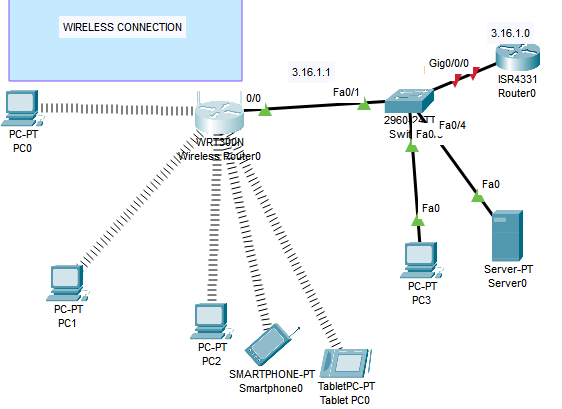 WIRELESS CONNECTION
3.16.1.0
Gig0/0/0
ISR4331
Router0
3.16.1.1
0/0
Fa0/1
PC-PT
PC0
WRT300N
Wireless Router0
Fa0/4
Fa0
Fa0
PC-PT
PC3
Server-PT
Server0
PC-PT
PC1
PC-PT
PC2
SMARTPHONE-PT
Smartphone0
TabletPC-PT
Tablet PC0